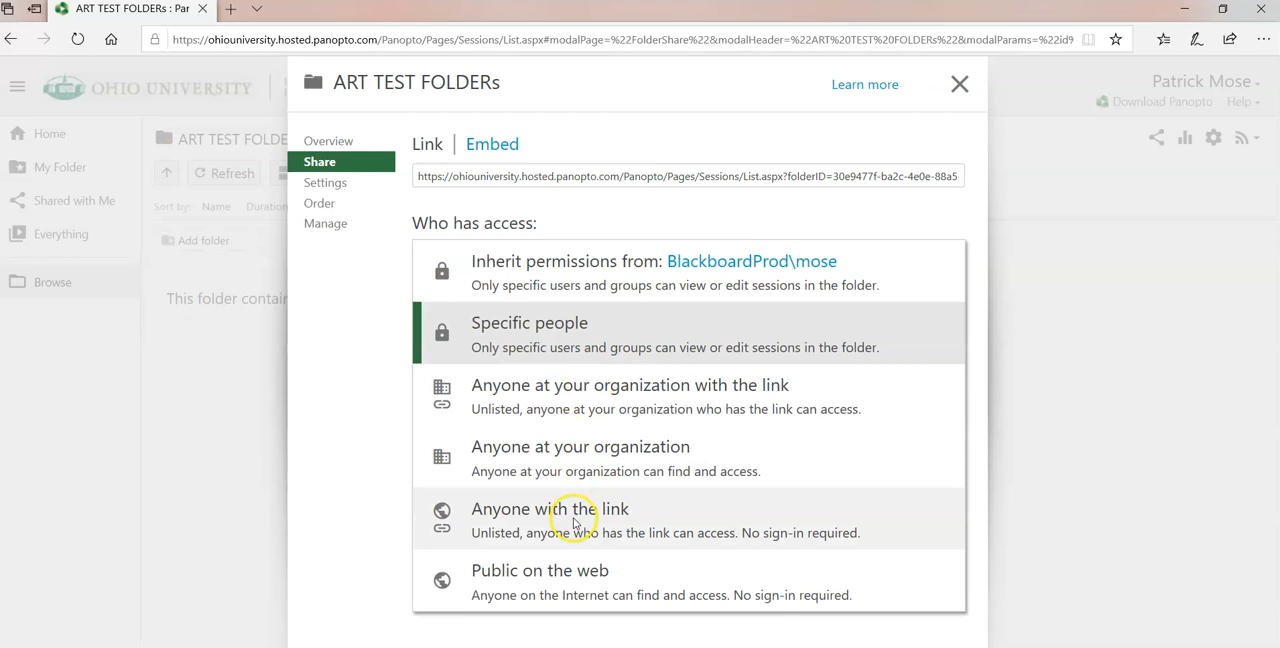 ART TEST FOLDERs : Par
https://ohiouniversity.hosted.panopto.com/Panopto/Pages/Sessions/List.aspx#modalPage=%22FolderShare%22&modalHeader=%22ART%20TEST%20FOLDERs%22&modalParams=%22id9
OHIO UNIVERSITY
Patrick Mose
Download Panopto Help
Home
My Folder
Shared with Me
Everything
Browse
ART TEST FOLDE
Refresh
Sort by: Name Duration
Add folder
This folder contain
ART TEST FOLDERs
Learn more
Overview
Share
Settings
Order
Manage
Link | Embed
https://ohiouniversity.hosted.panopto.com/Panopto/Pages/Sessions/List.aspx?folderID=30e9477f-ba2c-4e0e-88a5-
Who has access:
Inherit permissions from: BlackboardProd\mose
Only specific users and groups can view or edit sessions in the folder.
Specific people
Only specific users and groups can view or edit sessions in the folder.
Anyone at your organization with the link
Unlisted, anyone at your organization who has the link can access.
Anyone at your organization
Anyone at your organization can find and access.
Anyone with the link
Unlisted, anyone who has the link can access. No sign-in required.
Public on the web
Anyone on the Internet can find and access. No sign-in required.